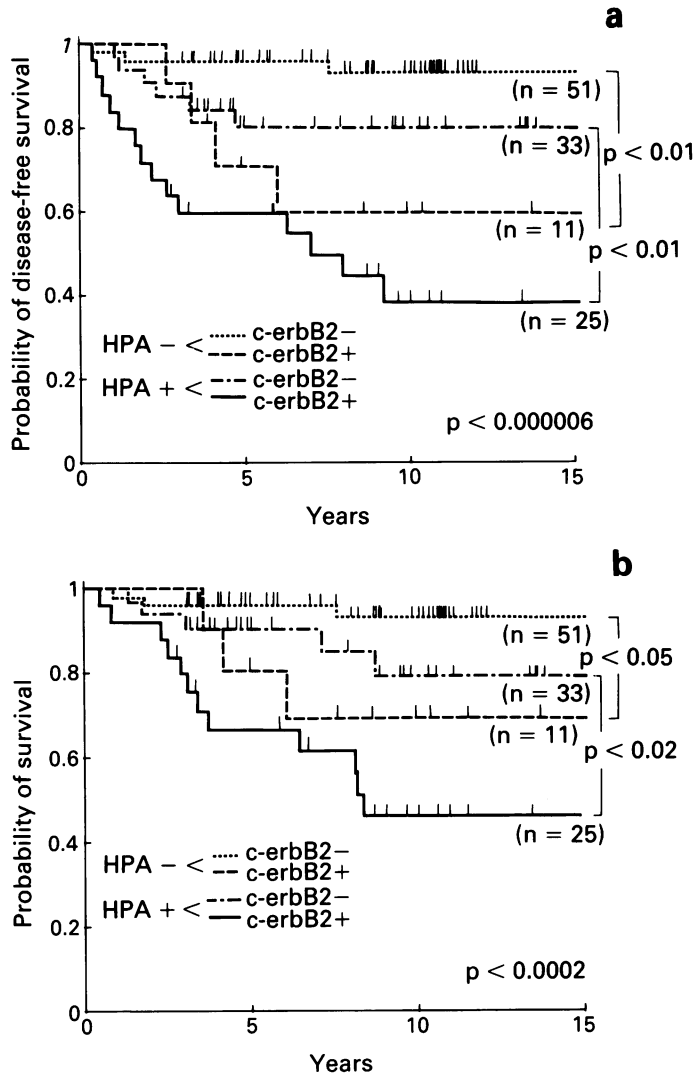 a
1
0.8
0.6
0.4
0.2
0
Probability of disease-free survival
(n = 51)
(n = 33)
p < 0.01
(n = 11)
p < 0.01
(n = 25)
HPA − < c-erbB2−
c-erbB2+
HPA + < c-erbB2−
c-erbB2+
p < 0.000006
5
10
15
Years
b
1
0.8
0.6
0.4
0.2
0
Probability of survival
(n = 51)
p < 0.05
(n = 33)
(n = 11)
p < 0.02
(n = 25)
HPA − < c-erbB2−
c-erbB2+
HPA + < c-erbB2−
c-erbB2+
p < 0.0002
0
5
10
15
Years